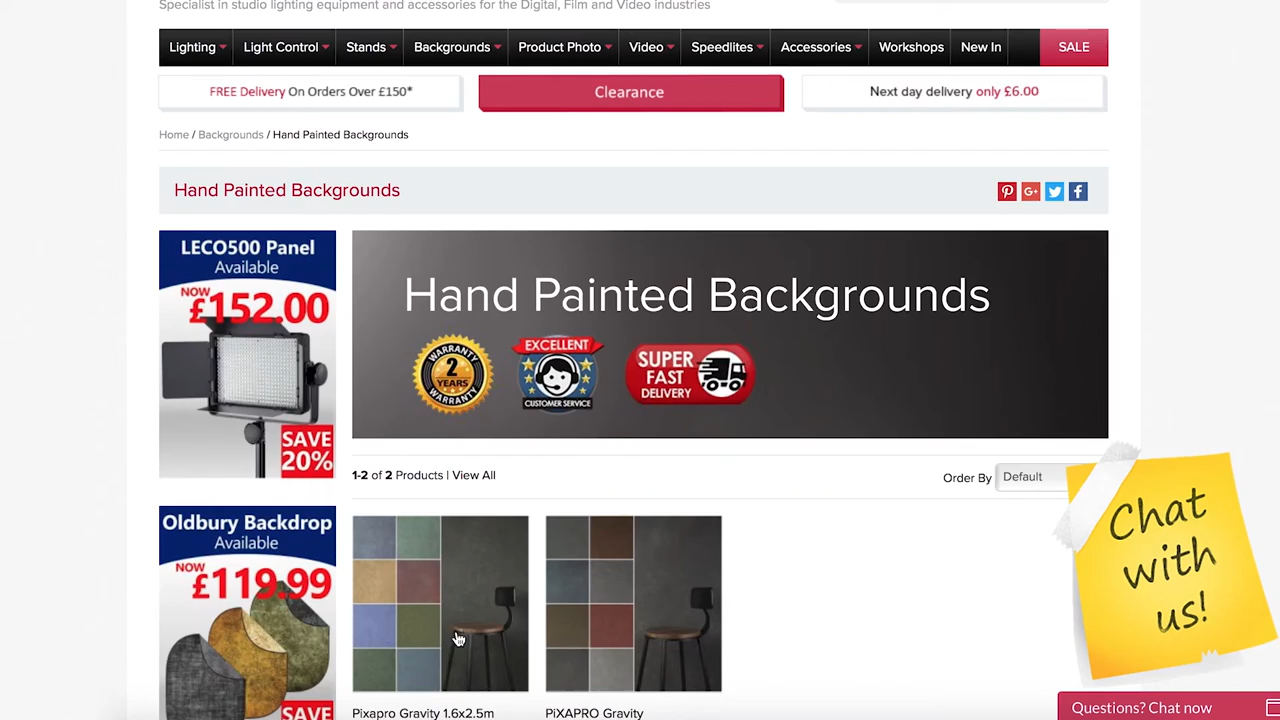 Specialist in studio lighting equipment and accessories for the Digital, Film and Video industries
Lighting Light Control Stands Backgrounds Product Photo Video Speedlites Accessories Workshops New In SALE
FREE Delivery On Orders Over £150* Clearance Next day delivery only £6.00
Home / Backgrounds / Hand Painted Backgrounds
Hand Painted Backgrounds
LECO500 Panel
Available
NOW
£152.00
SAVE
20%
Hand Painted Backgrounds
WARRANTY
2
YEARS
WARRANTY
EXCELLENT
CUSTOMER SERVICE
SUPER
FAST
DELIVERY
1-2 of 2 Products | View All
Order By Default
Oldbury Backdrop
Available
NOW
£119.99
SAVE
Pixapro Gravity 1.6x2.5m
PiXAPRO Gravity
Chat
with
us!
Questions? Chat now